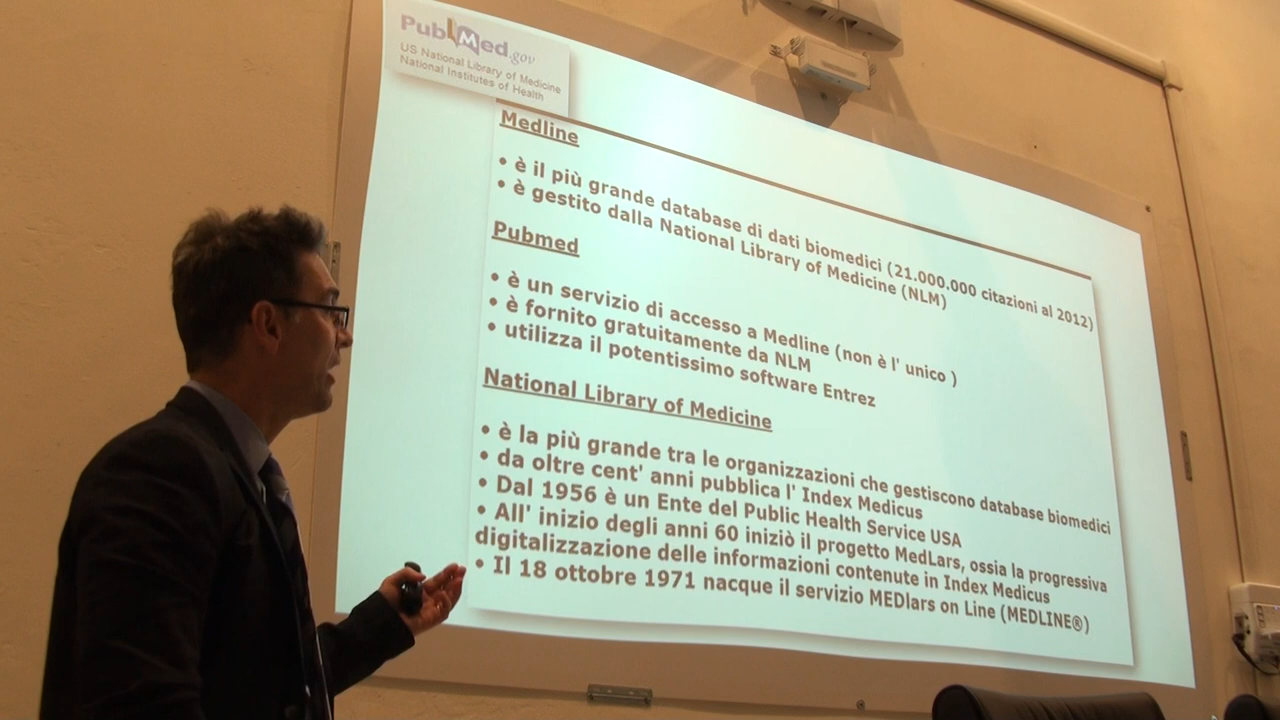 PubMed.gov
US National Library of Medicine
National Institutes of Health
Medline
• è il più grande database di dati biomedici (21.000.000 citazioni al 2012)
• è gestito dalla National Library of Medicine (NLM)
Pubmed
• è un servizio di accesso a Medline (non è l' unico )
• è fornito gratuitamente da NLM
• utilizza il potentissimo software Entrez
National Library of Medicine
• è la più grande tra le organizzazioni che gestiscono database biomedici
• da oltre cent' anni pubblica l' Index Medicus
• Dal 1956 è un Ente del Public Health Service USA
• All' inizio degli anni 60 iniziò il progetto MedLars, ossia la progressiva
digitalizzazione delle informazioni contenute in Index Medicus
• Il 18 ottobre 1971 nacque il servizio MEDlars on Line (MEDLINE®)